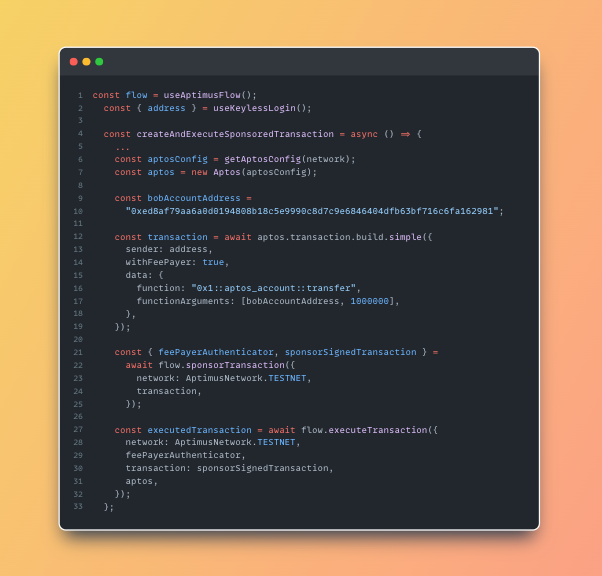 1 const flow = useAptimusFlow();
2 const { address } = useKeylessLogin();
3
4 const createAndExecuteSponsoredTransaction = async () => {
5 ...
6 const aptosConfig = getAptosConfig(network);
7 const aptos = new Aptos(aptosConfig);
8
9 const bobAccountAddress =
10 "0xed8af79aa6a0d0194808b18c5e9990c8d7c9e6846404dfb63bf716c6fa162981";
11
12 const transaction = await aptos.transaction.build.simple({
13 sender: address,
14 withFeePayer: true,
15 data: {
16 function: "0x1::aptos_account::transfer",
17 functionArguments: [bobAccountAddress, 1000000],
18 },
19 });
20
21 const { feePayerAuthenticator, sponsorSignedTransaction } =
22 await flow.sponsorTransaction({
23 network: AptimusNetwork.TESTNET,
24 transaction,
25 });
26
27 const executedTransaction = await flow.executeTransaction({
28 network: AptimusNetwork.TESTNET,
29 feePayerAuthenticator,
30 transaction: sponsorSignedTransaction,
31 aptos,
32 });
33 };